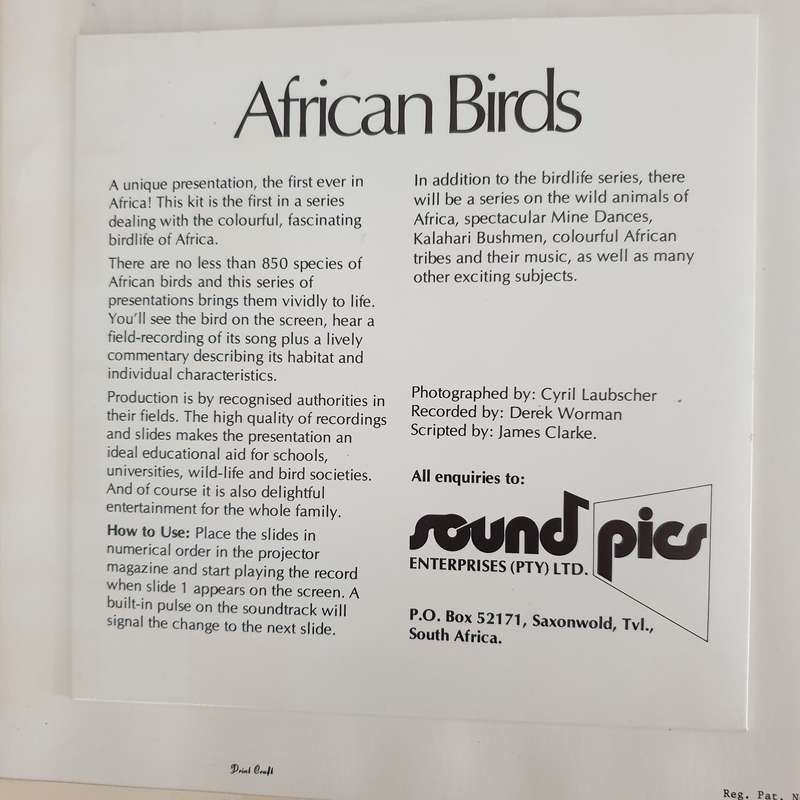 African Birds
A unique presentation, the first ever in
Africa! This kit is the first in a series
dealing with the colourful, fascinating
birdlife of Africa.
There are no less than 850 species of
African birds and this series of
presentations brings them vividly to life.
You'll see the bird on the screen, hear a
field-recording of its song plus a lively
commentary describing its habitat and
individual characteristics.
Production is by recognised authorities in
their fields. The high quality of recordings
and slides makes the presentation an
ideal educational aid for schools,
universities, wild-life and bird societies.
And of course it is also delightful
entertainment for the whole family.
How to Use: Place the slides in
numerical order in the projector
magazine and start playing the record
when slide 1 appears on the screen. A
built-in pulse on the soundtrack will
signal the change to the next slide.
In addition to the birdlife series, there
will be a series on the wild animals of
Africa, spectacular Mine Dances,
Kalahari Bushmen, colourful African
tribes and their music, as well as many
other exciting subjects.
Photographed by: Cyril Laubscher
Recorded by: Derek Worman
Scripted by: James Clarke.
All enquiries to:
sound pics
ENTERPRISES (PTY) LTD.
P.O. Box 52171, Saxonwold, Tvl.,
South Africa.
Print Craft
Reg. Pat. N